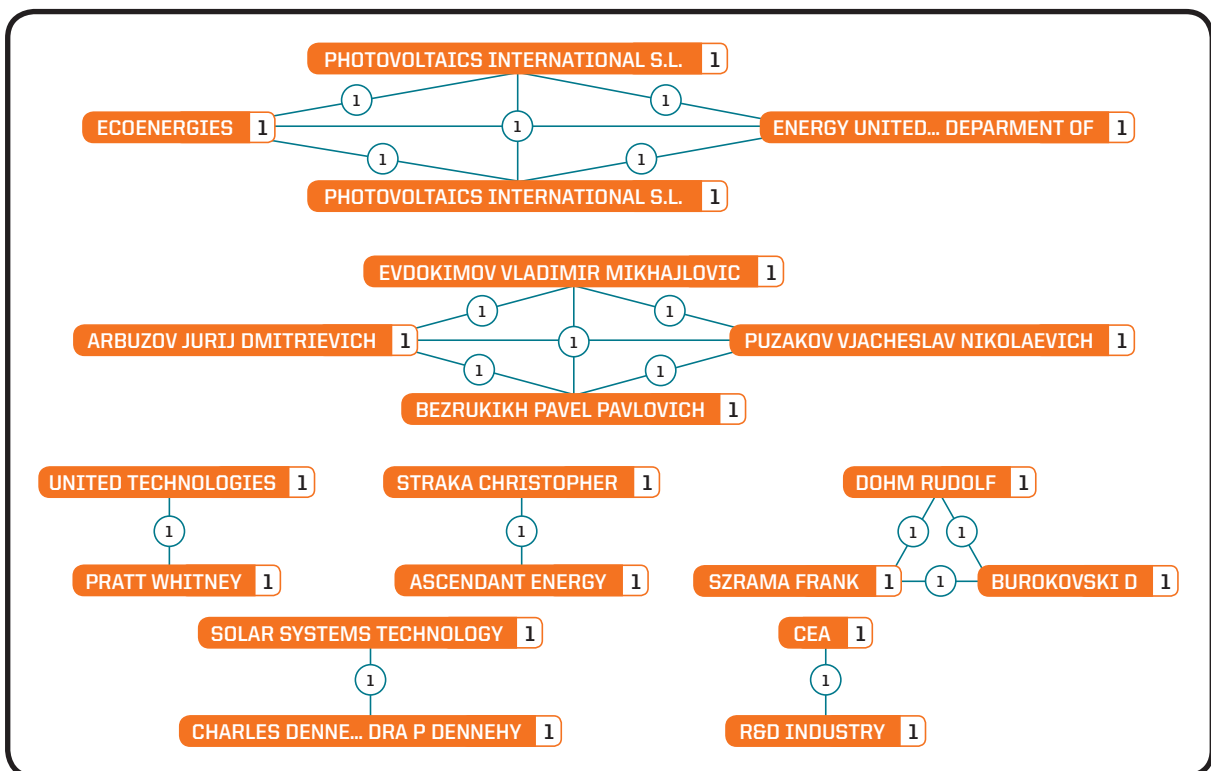 PHOTOVOLTAICS INTERNATIONAL S.L. 1
1 1
ECOENERGIES 1 1 ENERGY UNITED... DEPARMENT OF 1
1 1
PHOTOVOLTAICS INTERNATIONAL S.L. 1
EVDOKIMOV VLADIMIR MIKHAJLOVIC 1
1 1
ARBUZOV JURIJ DMITRIEVICH 1 1 PUZAKOV VJACHESLAV NIKOLAEVICH 1
1 1
BEZRUKIKH PAVEL PAVLOVICH 1
UNITED TECHNOLOGIES 1 STRAKA CHRISTOPHER 1 DOHM RUDOLF 1
1 1 1 1
PRATT WHITNEY 1 ASCENDANT ENERGY 1 SZRAMA FRANK 1 1 BUROKOVSKI D 1
SOLAR SYSTEMS TECHNOLOGY 1 CEA 1
1 1
CHARLES DENNE... DRA P DENNEHY 1 R&D INDUSTRY 1